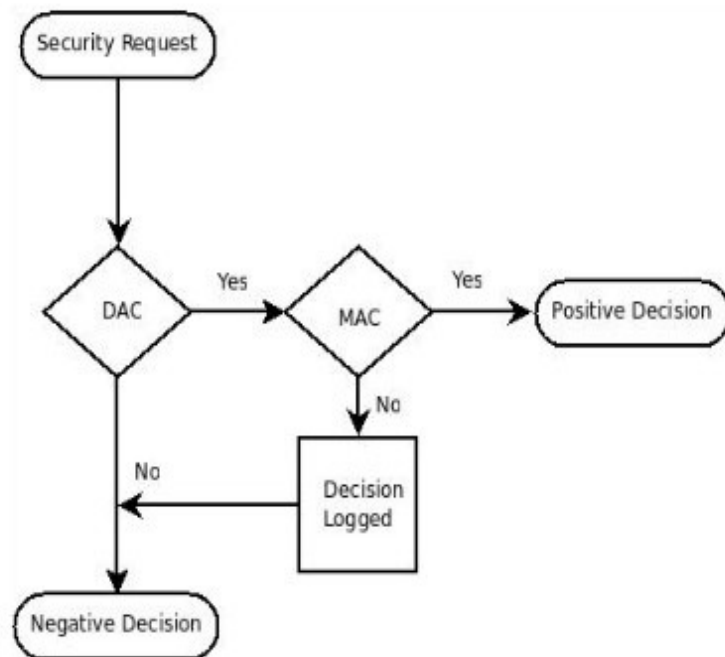 Security Request
DAC
Yes
MAC
Yes
Positive Decision
No
No
Decision
Logged
Negative Decision